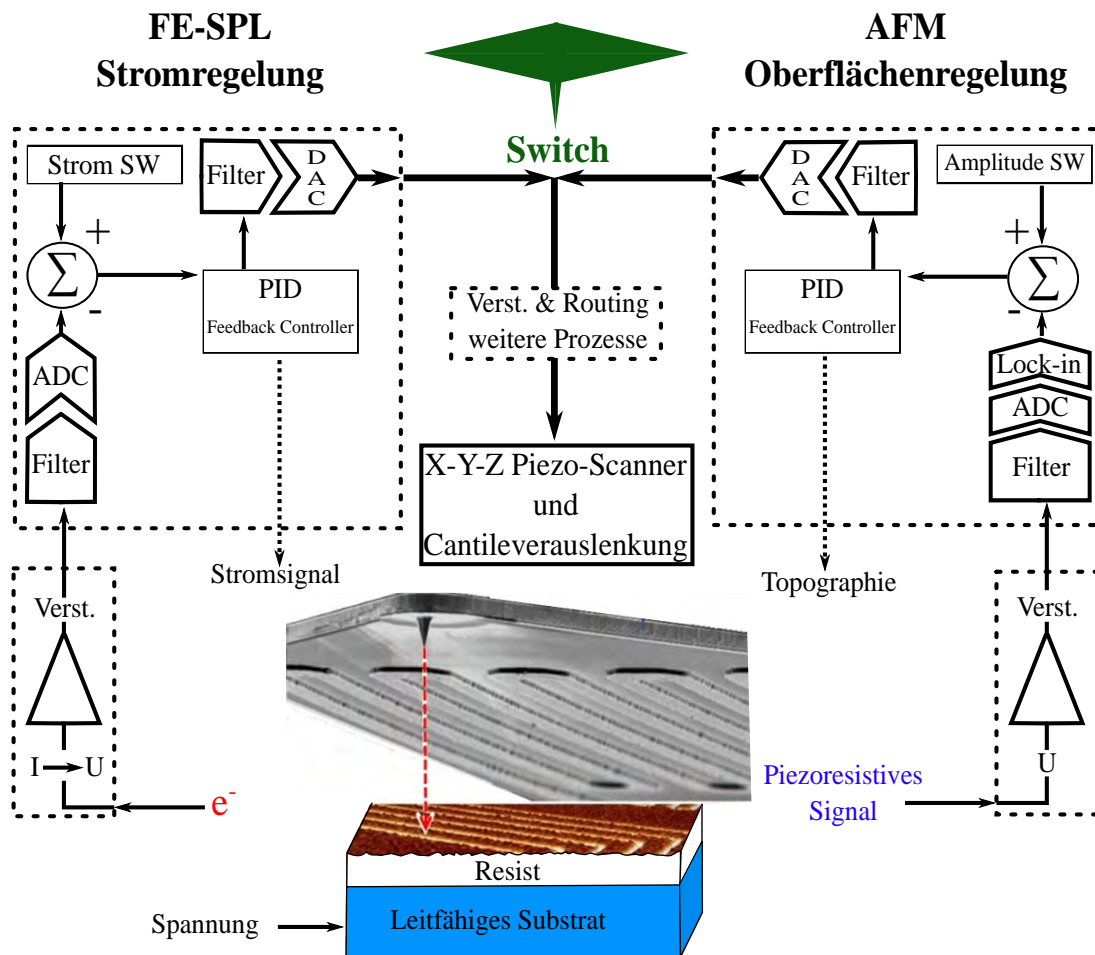 FE-SPL
Stromregelung
AFM
Oberflächenregelung
Switch
Strom SW
Filter
DAC
+
Σ
-
PID
Feedback Controller
ADC
Filter
Stromsignal
Verst.
I U
e-
Verst. & Routing
weitere Prozesse
X-Y-Z Piezo-Scanner
und
Cantileverauslenkung
DAC
Filter
Amplitude SW
+
Σ
-
PID
Feedback Controller
Lock-in
ADC
Filter
Topographie
Verst.
U
Piezoresistives
Signal
Resist
Leitfähiges Substrat
Spannung